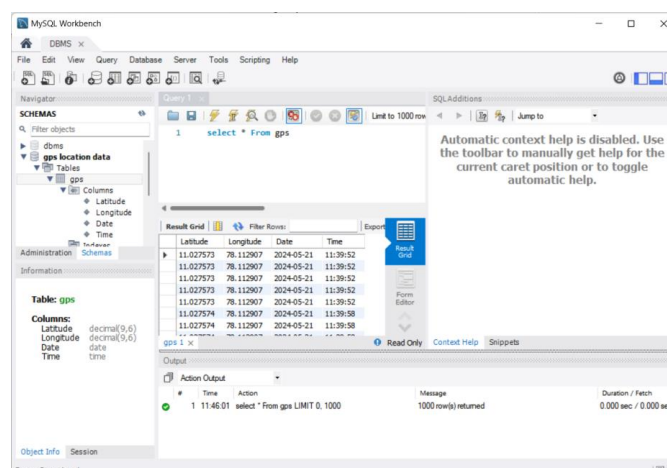 MySQL Workbench
DBMS
File Edit View Query Database Server Tools Scripting Help
Navigator
SCHEMAS
Filter objects
dbms
gps location data
Tables
gps
Columns
Latitude
Longitude
Date
Time
Indexes
Administration Schemas
Information
Table: gps
Columns:
Latitude decimal(9,6)
Longitude decimal(9,6)
Date date
Time time
Object Info Session
Query 1
Limit to 1000 row
1 select * From gps
Result Grid Filter Rows: Export
Latitude Longitude Date Time
11.027573 78.112907 2024-05-21 11:39:52
11.027573 78.112907 2024-05-21 11:39:52
11.027573 78.112907 2024-05-21 11:39:52
11.027573 78.112907 2024-05-21 11:39:52
11.027573 78.112907 2024-05-21 11:39:52
11.027574 78.112907 2024-05-21 11:39:58
11.027574 78.112907 2024-05-21 11:39:58
Result
Grid
Form
Editor
gps 1 Read Only
SQLAdditions
Jump to
Automatic context help is disabled. Use
the toolbar to manually get help for the
current caret position or to toggle
automatic help.
Context Help Snippets
Output
Action Output
# Time Action Message Duration / Fetch
1 11:46:01 select * From gps LIMIT 0, 1000 1000 row(s) returned 0.000 sec / 0.000 se